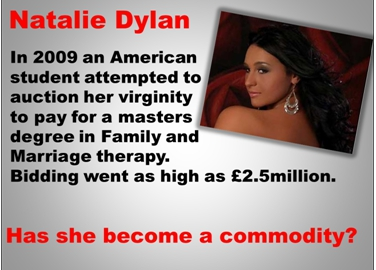 Natalie Dylan
In 2009 an American
student attempted to
auction her virginity
to pay for a masters
degree in Family and
Marriage therapy.
Bidding went as high as £2.5million.
Has she become a commodity?